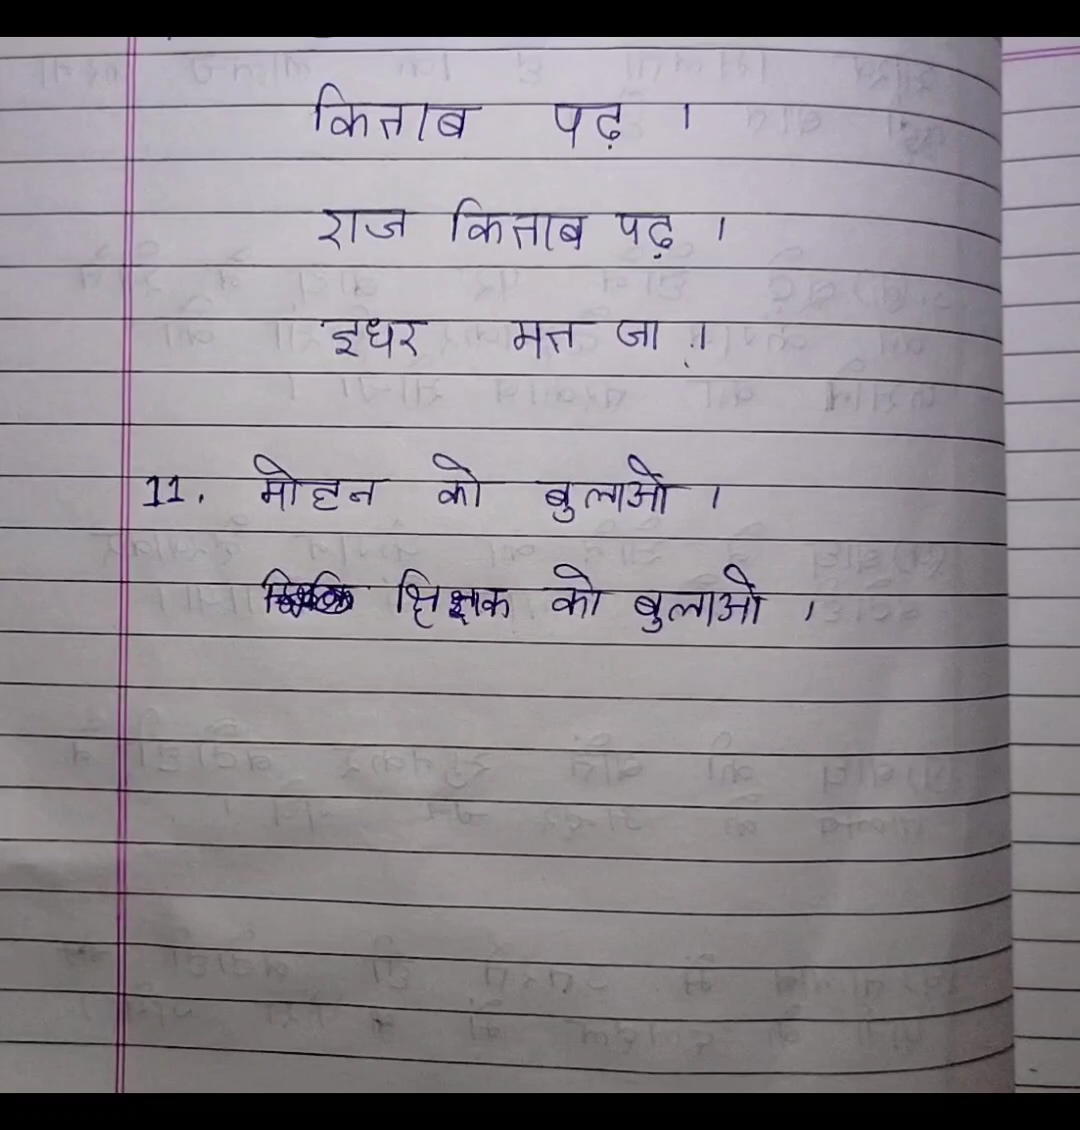 किताब पढ़ ।
राज किताब पढ़ ।
इधर मत जा ।
11. मोहन को बुलाओ ।
क्षिक्षक को बुलाओ ।